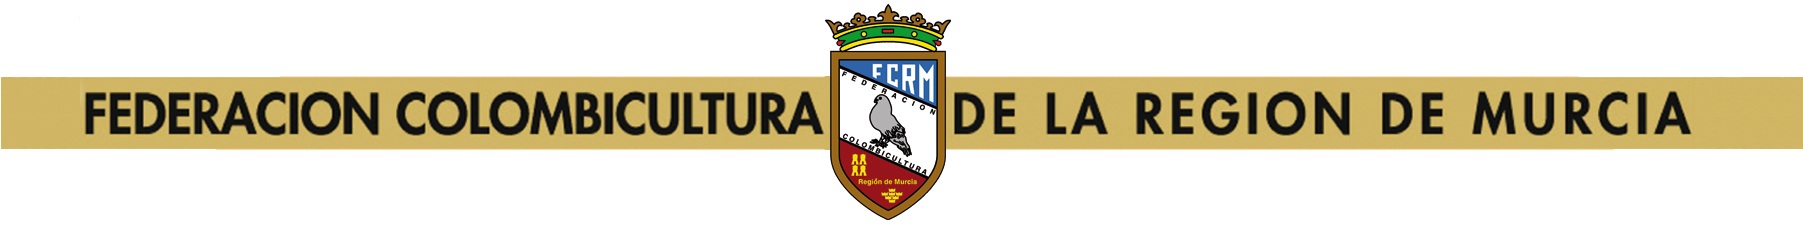 FEDERACION COLOMBICULTURA DE LA REGION DE MURCIA
FCRM
FEDERACION
COLOMBICULTURA
Región de Murcia